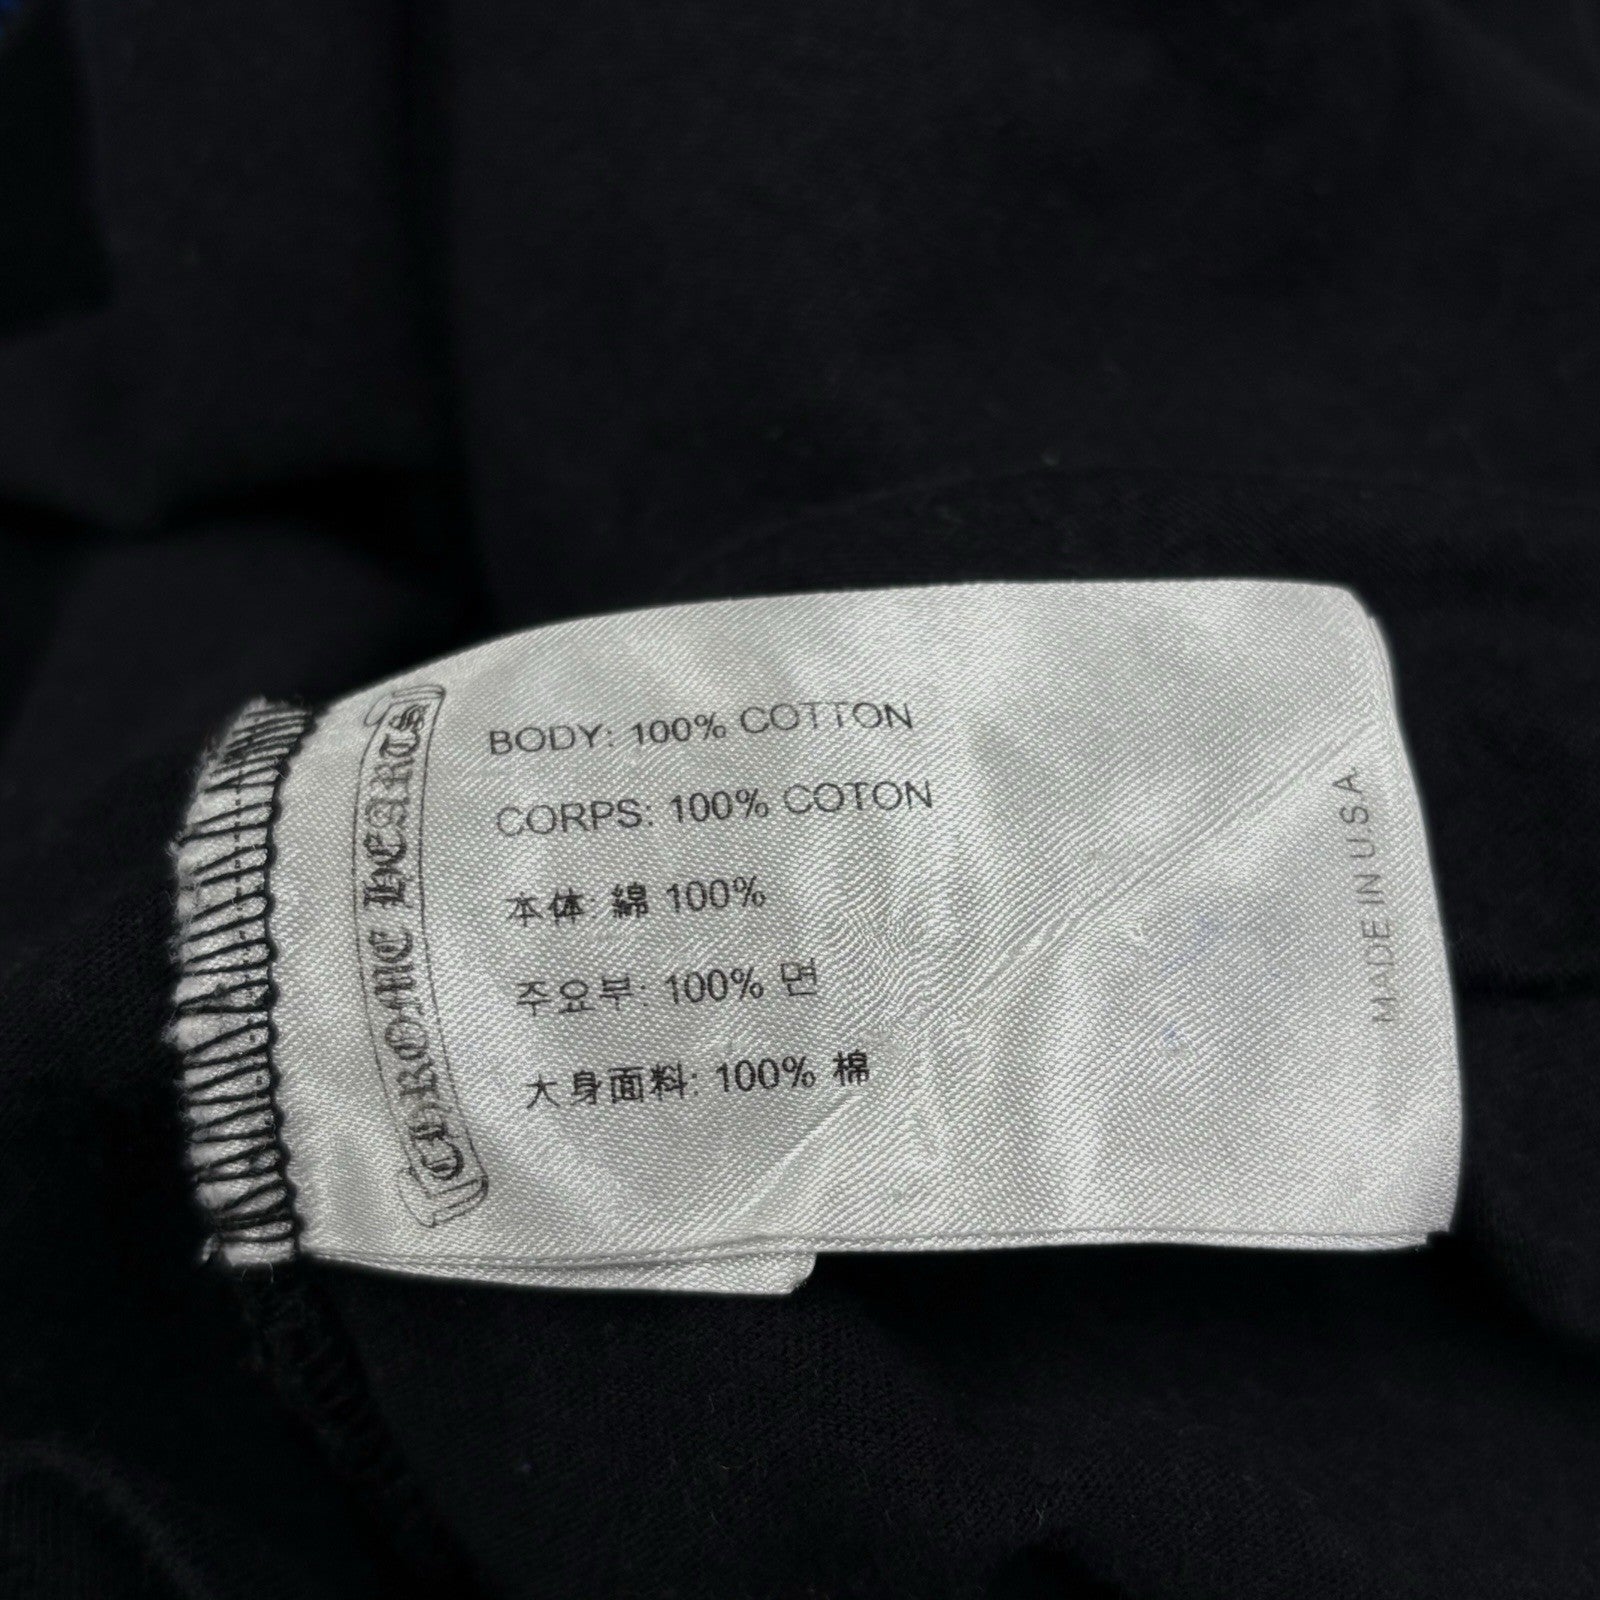 CHROME HEARTS
BODY: 100% COTTON
CORPS: 100% COTON
本体: 綿 100%
주요부: 100% 면
大身面料: 100% 棉
MADE IN U.S.A.